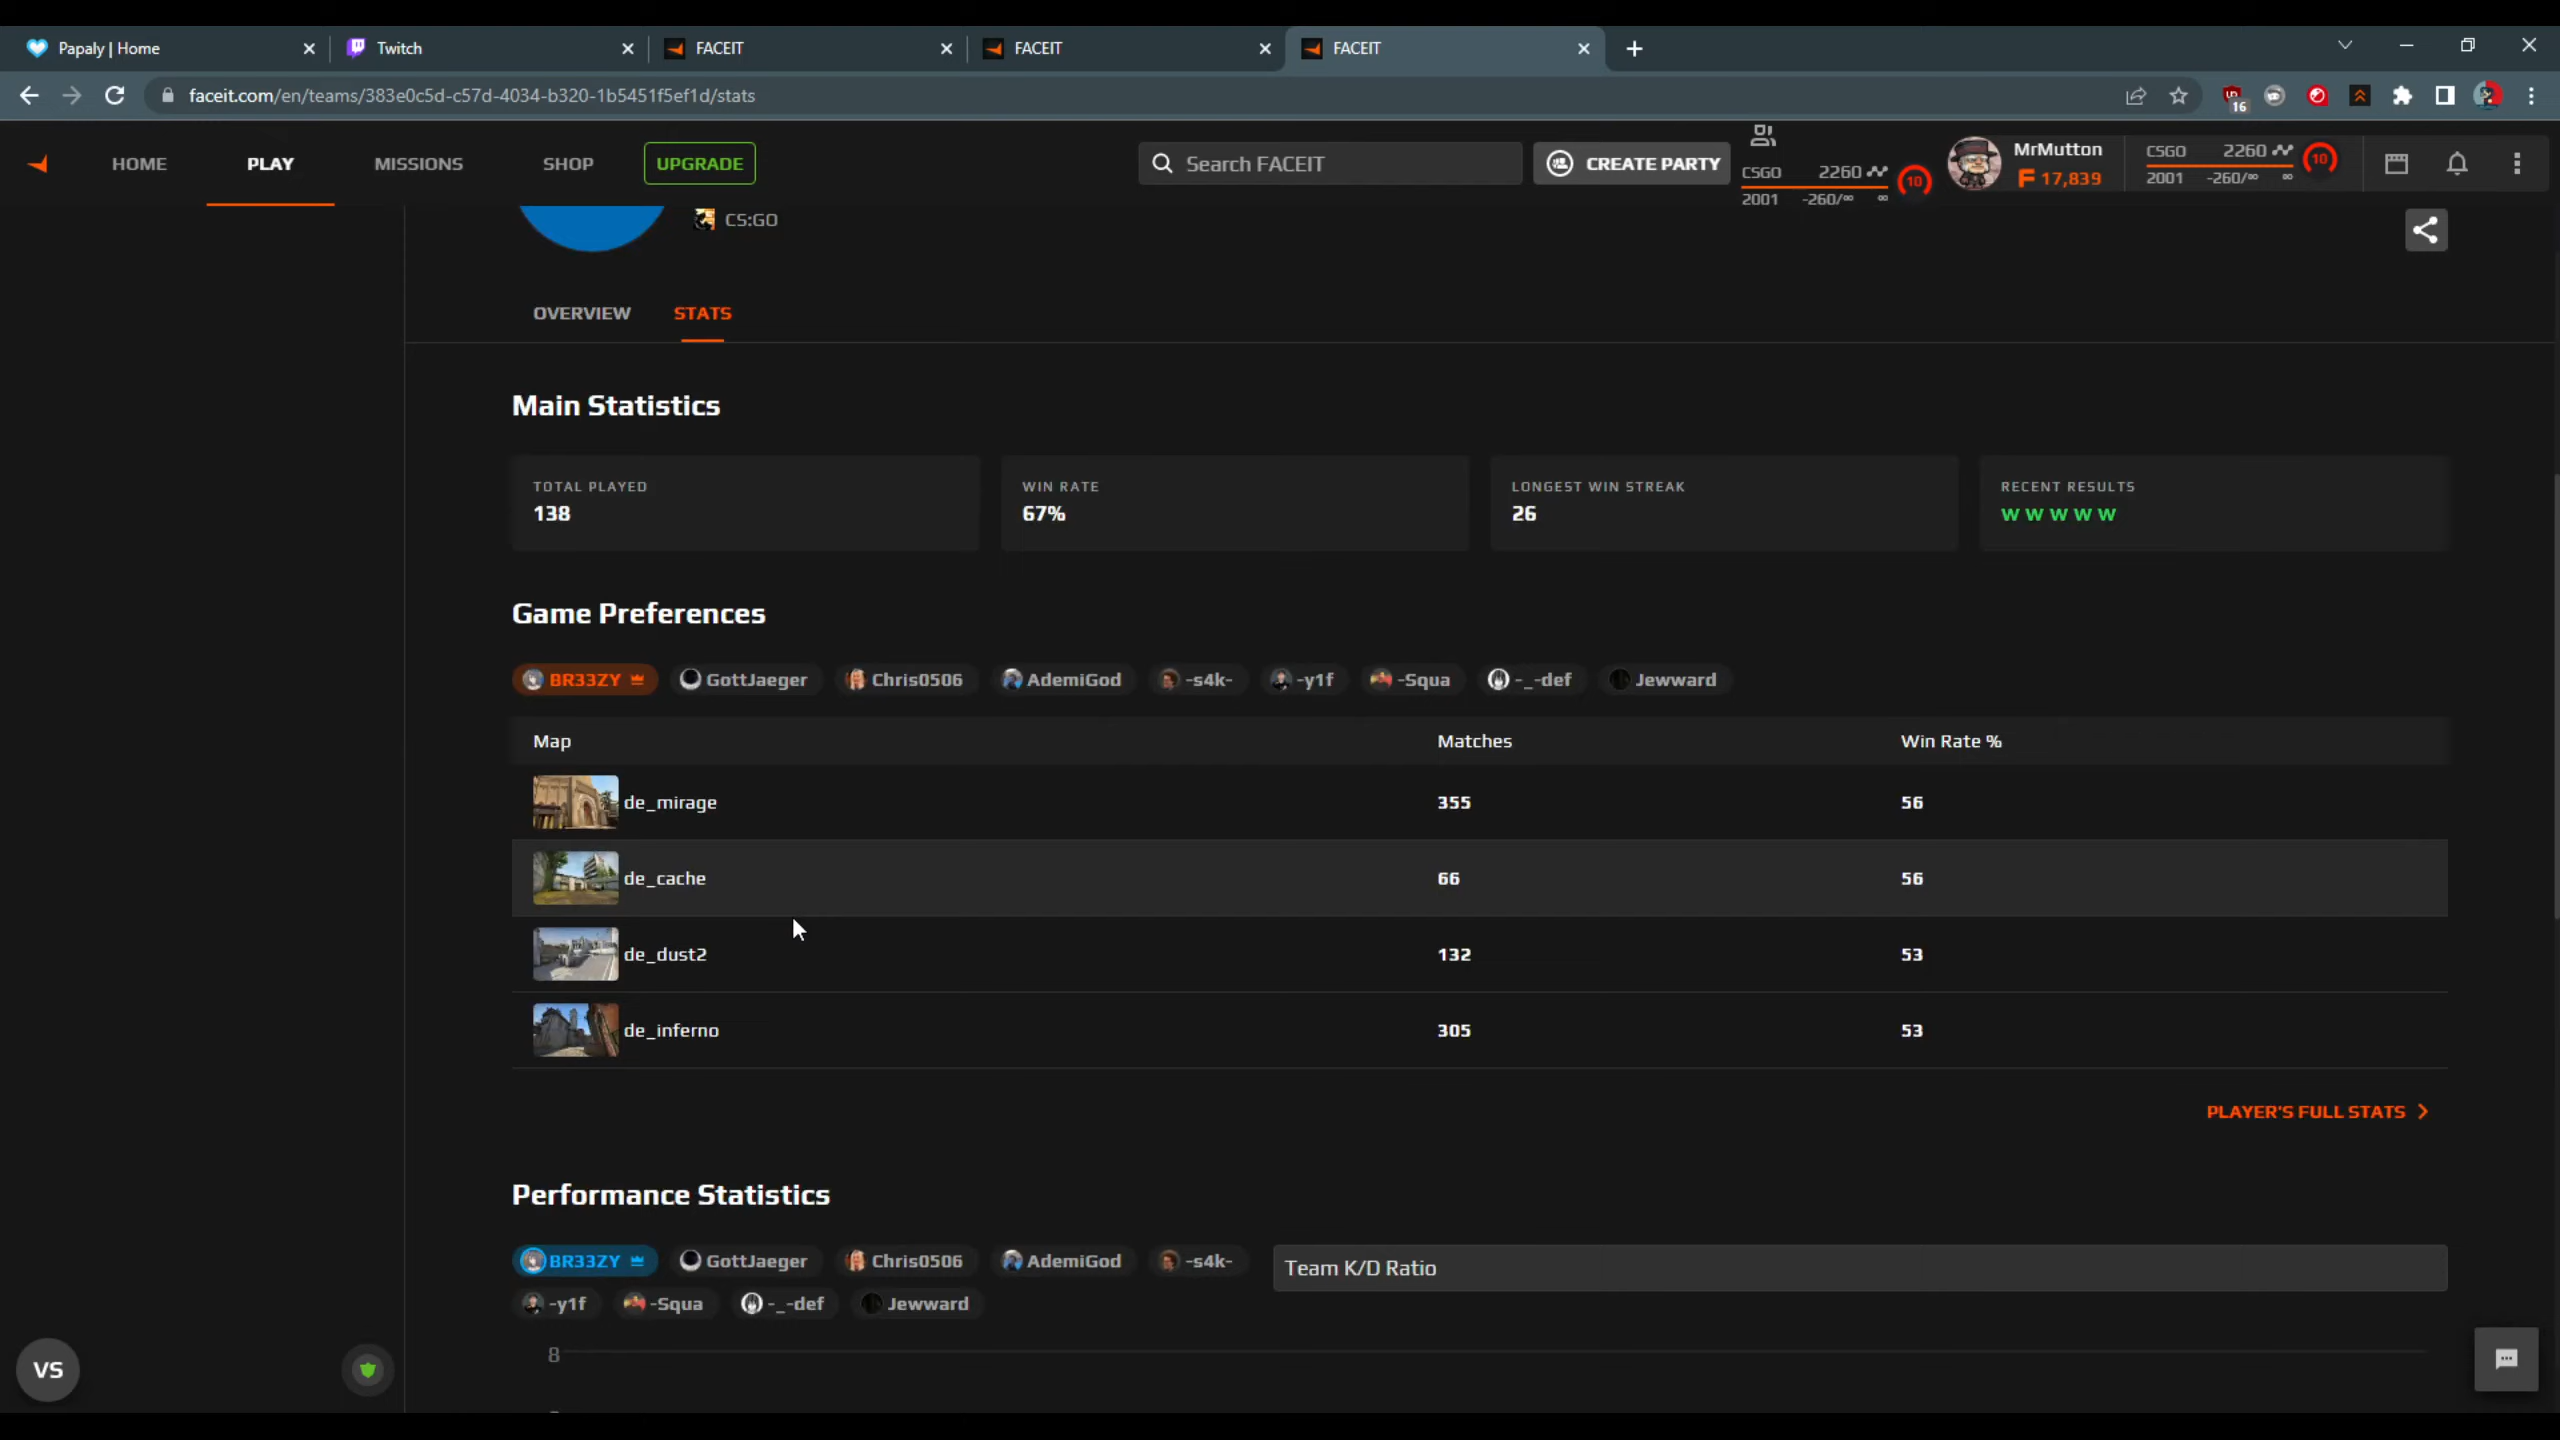 Papaly | Home
Twitch
FACEIT
FACEIT
FACEIT
faceit.com/en/teams/383e0c5d-c57d-4034-b320-1b5451f5ef1d/stats
16
HOME
PLAY
MISSIONS
SHOP
UPGRADE
Search FACEIT
CREATE PARTY
CSGO 2260
2001 -260/∞ ∞
10
MrMutton
17,839
CSGO 2260
2001 -260/∞ ∞
10
CS:GO
OVERVIEW
STATS
Main Statistics
TOTAL PLAYED
138
WIN RATE
67%
LONGEST WIN STREAK
26
RECENT RESULTS
W W W W W
Game Preferences
BR33ZY
GottJaeger
Chris0506
AdemiGod
-s4k-
-y1f
-Squa
-_-def
Jewward
Map Matches Win Rate %
de_mirage 355 56
de_cache 66 56
de_dust2 132 53
de_inferno 305 53
PLAYER'S FULL STATS
Performance Statistics
BR33ZY
GottJaeger
Chris0506
AdemiGod
-s4k-
-y1f
-Squa
-_-def
Jewward
Team K/D Ratio
8
VS